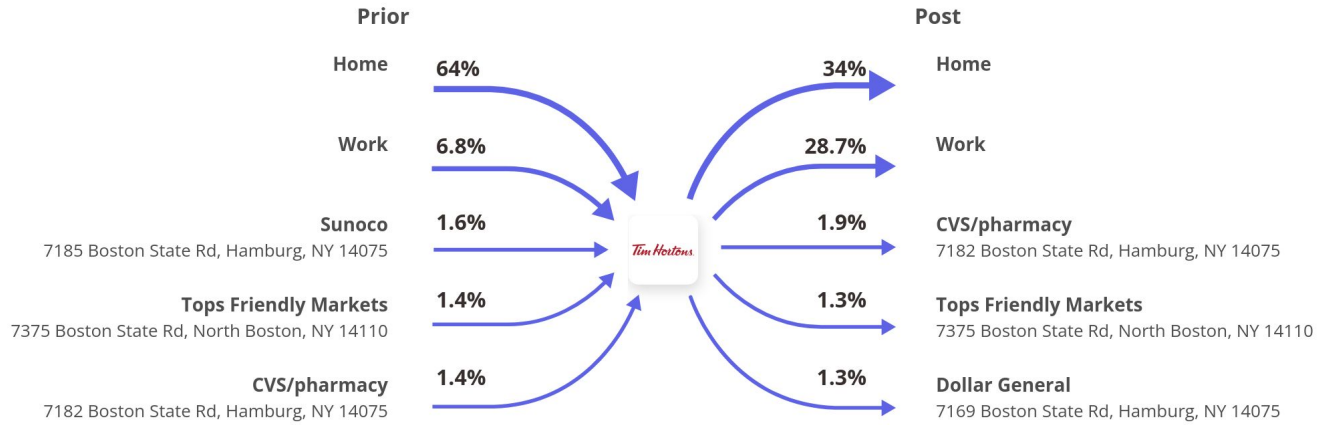 Prior
Post
Home
64%
34%
Home
Work
6.8%
28.7%
Work
Sunoco
7185 Boston State Rd, Hamburg, NY 14075
1.6%
Tim Hortons.
1.9%
CVS/pharmacy
7182 Boston State Rd, Hamburg, NY 14075
Tops Friendly Markets
7375 Boston State Rd, North Boston, NY 14110
1.4%
1.3%
Tops Friendly Markets
7375 Boston State Rd, North Boston, NY 14110
CVS/pharmacy
7182 Boston State Rd, Hamburg, NY 14075
1.4%
1.3%
Dollar General
7169 Boston State Rd, Hamburg, NY 14075